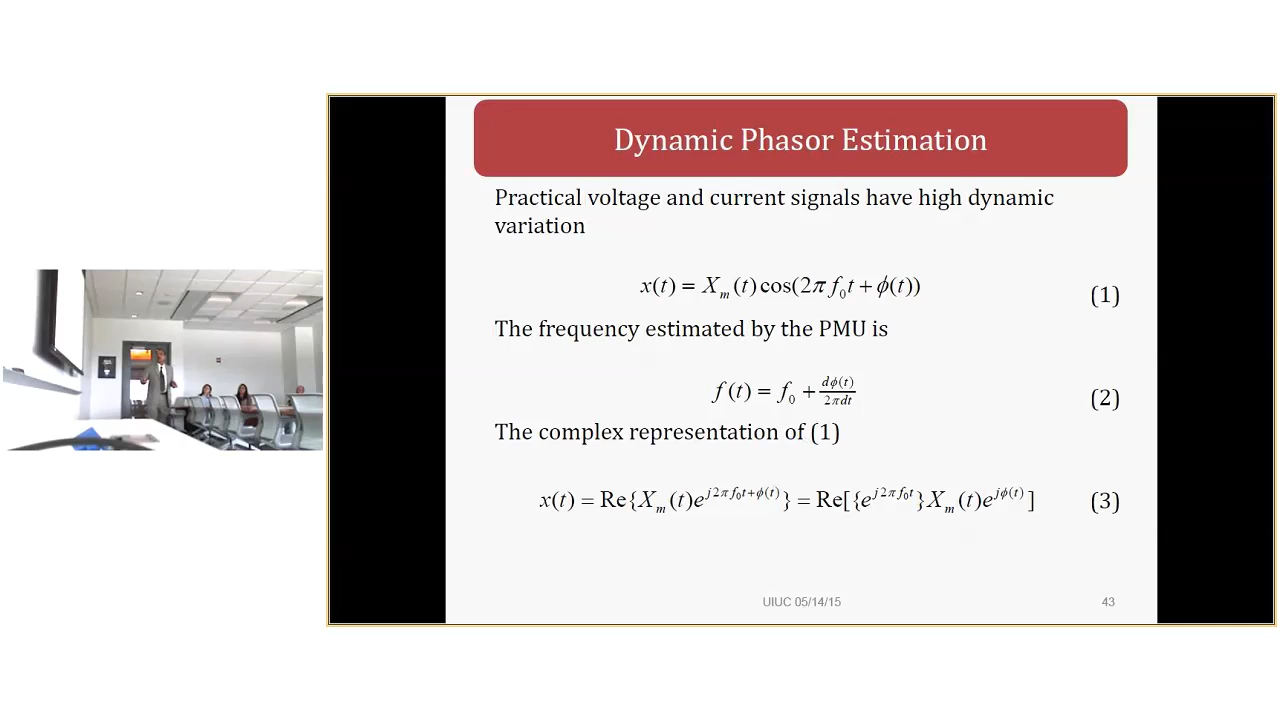 Dynamic Phasor Estimation
Practical voltage and current signals have high dynamic
variation
x(t) = X_m(t)cos(2πf_0t + ϕ(t)) (1)
The frequency estimated by the PMU is
f(t) = f_0 + dϕ(t)/2πdt (2)
The complex representation of (1)
x(t) = Re{X_m(t)e^{j2πf_0t+ϕ(t)}} = Re[{e^{j2πf_0t}}X_m(t)e^{jϕ(t)}] (3)
UIUC 05/14/15 43